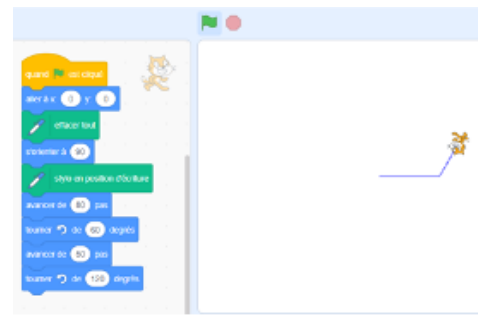 quand est cliqué
aller à x: 0 y: 0
effacer tout
s'orienter à 90
stylo en position d'écriture
avancer de 80 pas
tourner de 60 degrés
avancer de 50 pas
tourner de 120 degrés